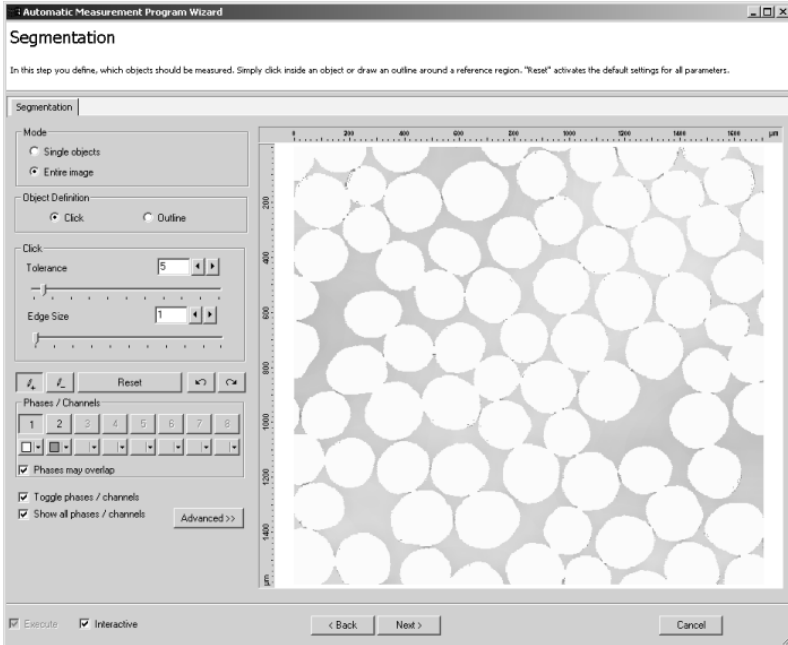 Automatic Measurement Program Wizard
Segmentation
In this step you define, which objects should be measured. Simply click inside an object or draw an outline around a reference region. "Reset" activates the default settings for all parameters.
Segmentation
Mode
Single objects
Entire image
Object Definition
Click Outline
Click
Tolerance 5
Edge Size 1
Reset
Phases / Channels
1 2 3 4 5 6 7 8
Phases may overlap
Toggle phases / channels
Show all phases / channels
Advanced >>
200 400 600 800 1000 1200 1400 1600 µm
200
400
600
800
1000
1200
1400
µm
Execute Interactive < Back Next > Cancel